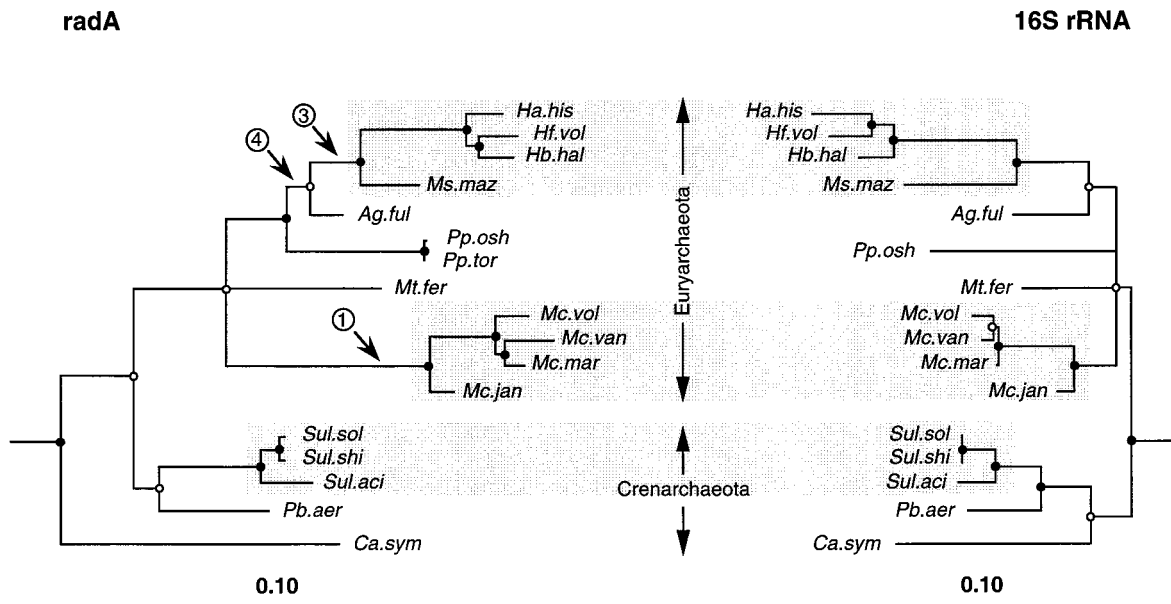 radA
16S rRNA
③
④
①
Ha.his
Hf.vol
Hb.hal
Ms.maz
Ag.ful
Pp.osh
Pp.tor
Mt.fer
Mc.vol
Mc.van
Mc.mar
Mc.jan
Sul.sol
Sul.shi
Sul.aci
Pb.aer
Ca.sym
0.10
Euryarchaeota
Crenarchaeota
Ha.his
Hf.vol
Hb.hal
Ms.maz
Ag.ful
Pp.osh
Mt.fer
Mc.vol
Mc.van
Mc.mar
Mc.jan
Sul.sol
Sul.shi
Sul.aci
Pb.aer
Ca.sym
0.10